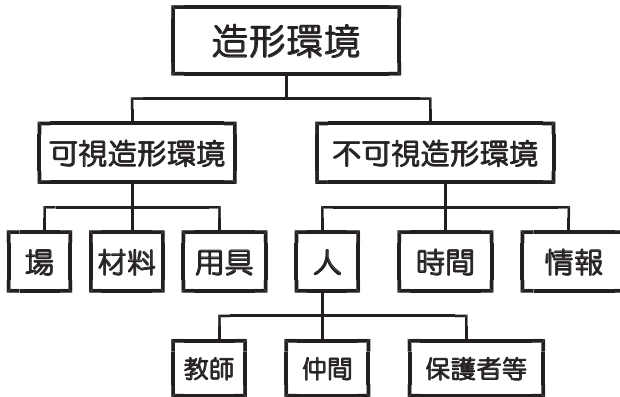 造形環境
可視造形環境
不可視造形環境
場
材料
用具
人
時間
情報
教師
仲間
保護者等